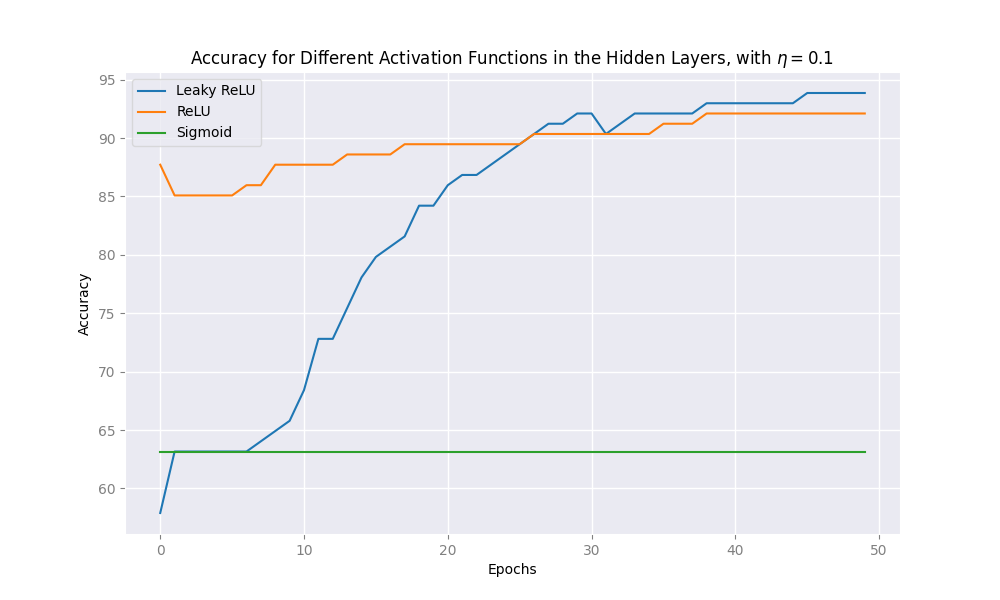 Accuracy for Different Activation Functions in the Hidden Layers, with η = 0.1
Leaky ReLU
ReLU
Sigmoid
Accuracy
95
90
85
80
75
70
65
60
0 10 20 30 40 50
Epochs